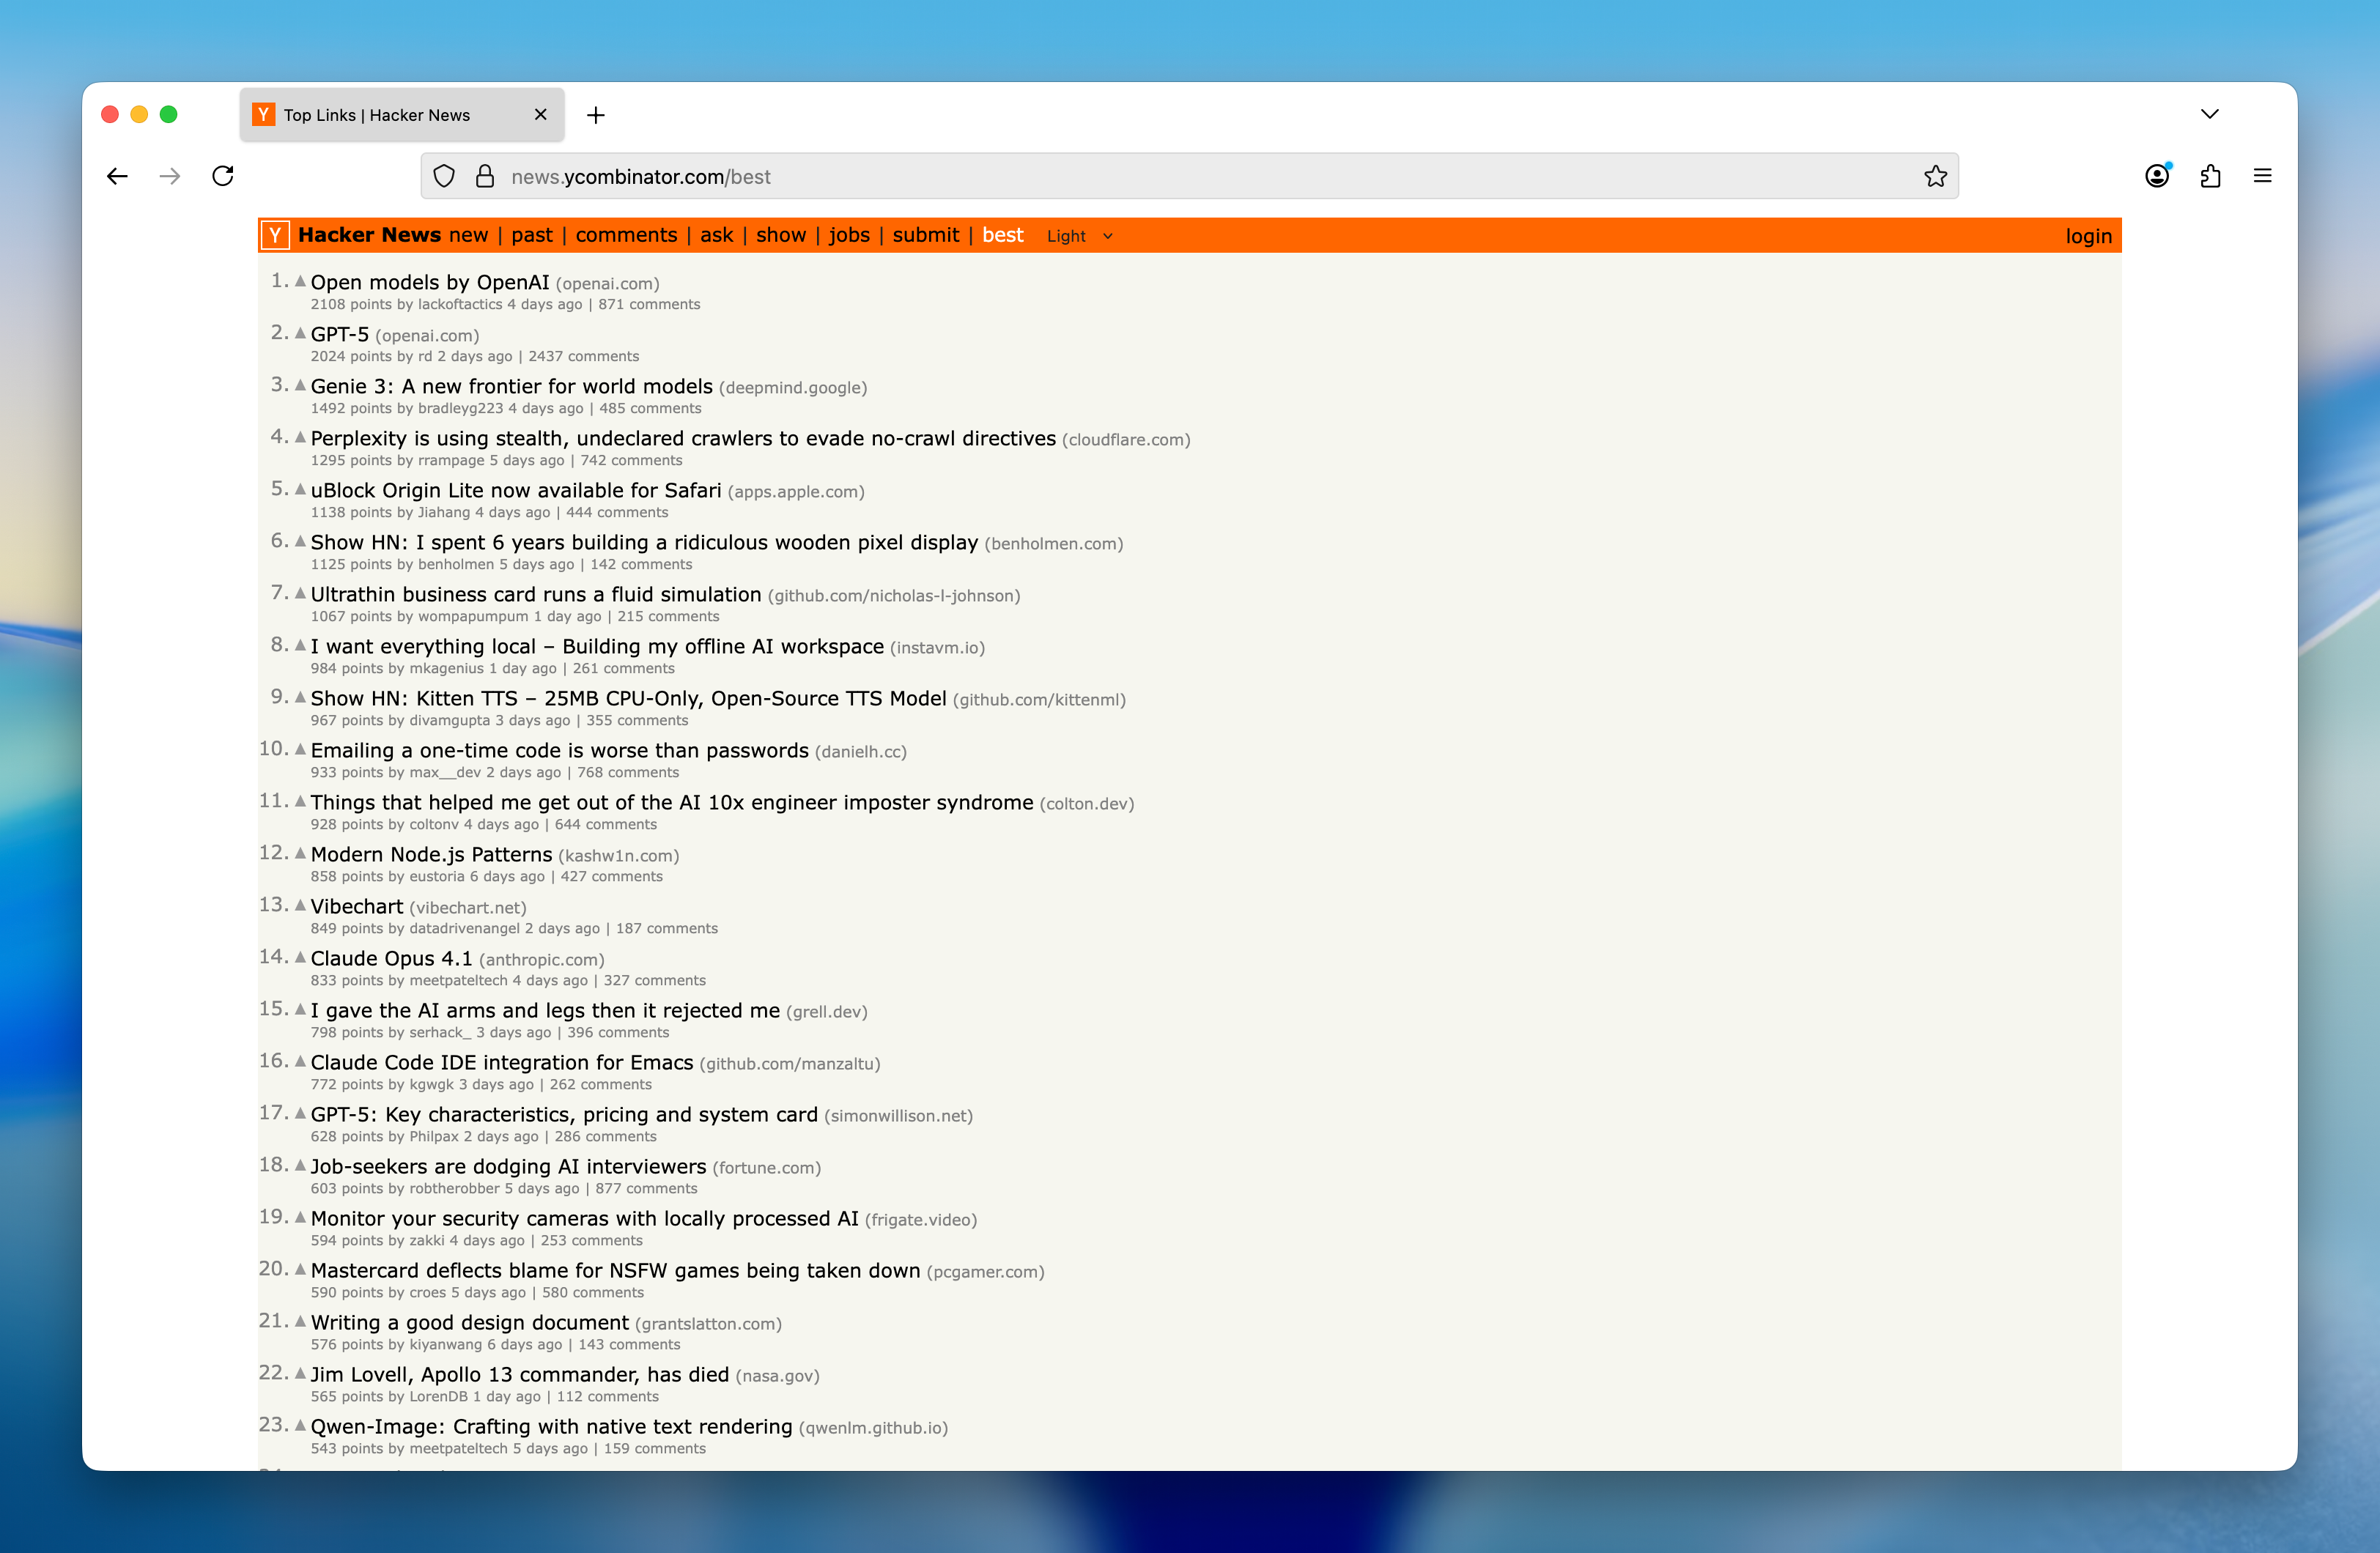 Y Top Links | Hacker News
news.ycombinator.com/best
Y Hacker News new | past | comments | ask | show | jobs | submit | best Light login
1. Open models by OpenAI (openai.com)
2108 points by lackoftactics 4 days ago | 871 comments
2. GPT-5 (openai.com)
2024 points by rd 2 days ago | 2437 comments
3. Genie 3: A new frontier for world models (deepmind.google)
1492 points by bradleyg223 4 days ago | 485 comments
4. Perplexity is using stealth, undeclared crawlers to evade no-crawl directives (cloudflare.com)
1295 points by rrampage 5 days ago | 742 comments
5. uBlock Origin Lite now available for Safari (apps.apple.com)
1138 points by Jiahang 4 days ago | 444 comments
6. Show HN: I spent 6 years building a ridiculous wooden pixel display (benholmen.com)
1125 points by benholmen 5 days ago | 142 comments
7. Ultrathin business card runs a fluid simulation (github.com/nicholas-l-johnson)
1067 points by wompapumpum 1 day ago | 215 comments
8. I want everything local – Building my offline AI workspace (instavm.io)
984 points by mkagenius 1 day ago | 261 comments
9. Show HN: Kitten TTS – 25MB CPU-Only, Open-Source TTS Model (github.com/kittenml)
967 points by divamgupta 3 days ago | 355 comments
10. Emailing a one-time code is worse than passwords (danielh.cc)
933 points by max__dev 2 days ago | 768 comments
11. Things that helped me get out of the AI 10x engineer imposter syndrome (colton.dev)
928 points by coltonv 4 days ago | 644 comments
12. Modern Node.js Patterns (kashw1n.com)
858 points by eustoria 6 days ago | 427 comments
13. Vibechart (vibechart.net)
849 points by datadrivenangel 2 days ago | 187 comments
14. Claude Opus 4.1 (anthropic.com)
833 points by meetpateltech 4 days ago | 327 comments
15. I gave the AI arms and legs then it rejected me (grell.dev)
798 points by serhack_ 3 days ago | 396 comments
16. Claude Code IDE integration for Emacs (github.com/manzaltu)
772 points by kgwgk 3 days ago | 262 comments
17. GPT-5: Key characteristics, pricing and system card (simonwillison.net)
628 points by Philpax 2 days ago | 286 comments
18. Job-seekers are dodging AI interviewers (fortune.com)
603 points by robtherobber 5 days ago | 877 comments
19. Monitor your security cameras with locally processed AI (frigate.video)
594 points by zakki 4 days ago | 253 comments
20. Mastercard deflects blame for NSFW games being taken down (pcgamer.com)
590 points by croes 5 days ago | 580 comments
21. Writing a good design document (grantslatton.com)
576 points by kiyanwang 6 days ago | 143 comments
22. Jim Lovell, Apollo 13 commander, has died (nasa.gov)
565 points by LorenDB 1 day ago | 112 comments
23. Qwen-Image: Crafting with native text rendering (qwenlm.github.io)
543 points by meetpateltech 5 days ago | 159 comments